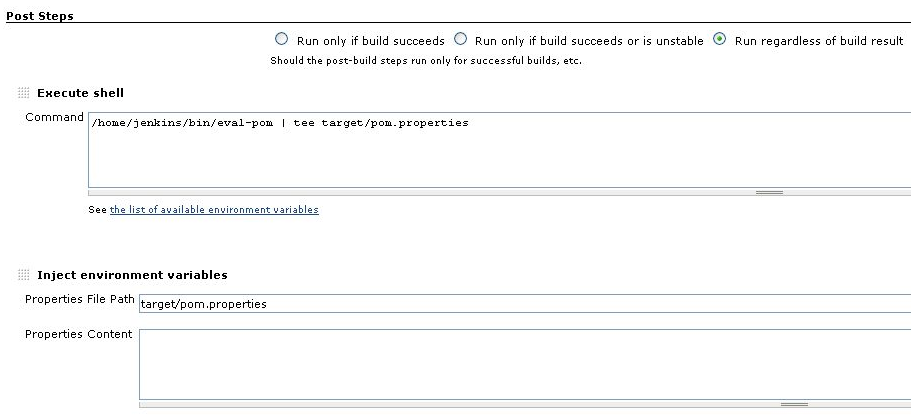 Post Steps
Run only if build succeeds Run only if build succeeds or is unstable Run regardless of build result
Should the post-build steps run only for successful builds, etc.
Execute shell
Command /home/jenkins/bin/eval-pom | tee target/pom.properties
See the list of available environment variables
Inject environment variables
Properties File Path target/pom.properties
Properties Content